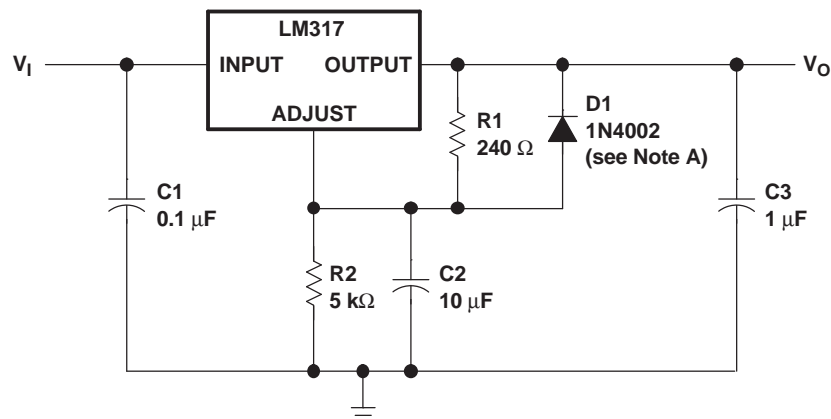 LM317
V_I
INPUT
OUTPUT
V_O
ADJUST
R1
240 Ω
D1
1N4002
(see Note A)
C1
0.1 μF
C3
1 μF
R2
5 kΩ
C2
10 μF